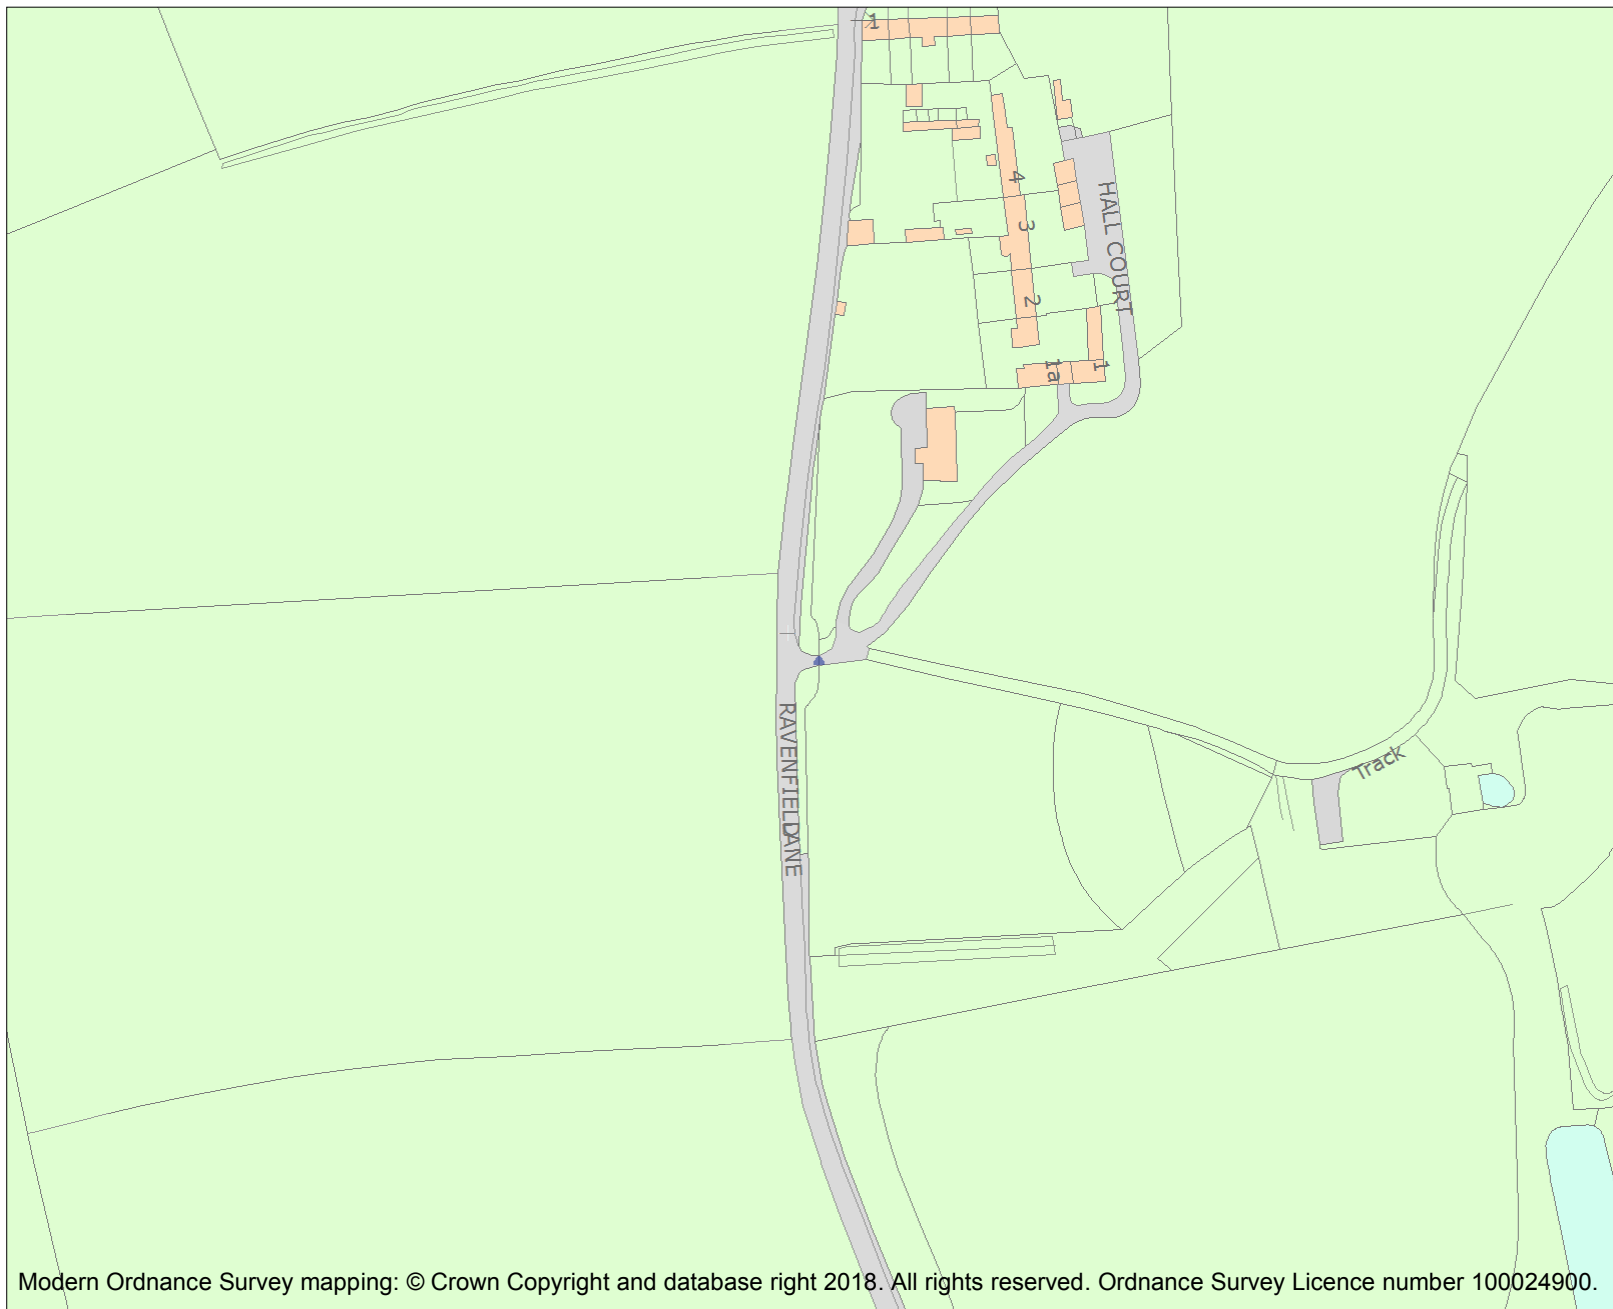 1
4
HALL COURT
3
2
1a
1
RAVENFIELD LANE
Track
Modern Ordnance Survey mapping: © Crown Copyright and database right 2018. All rights reserved. Ordnance Survey Licence number 100024900.